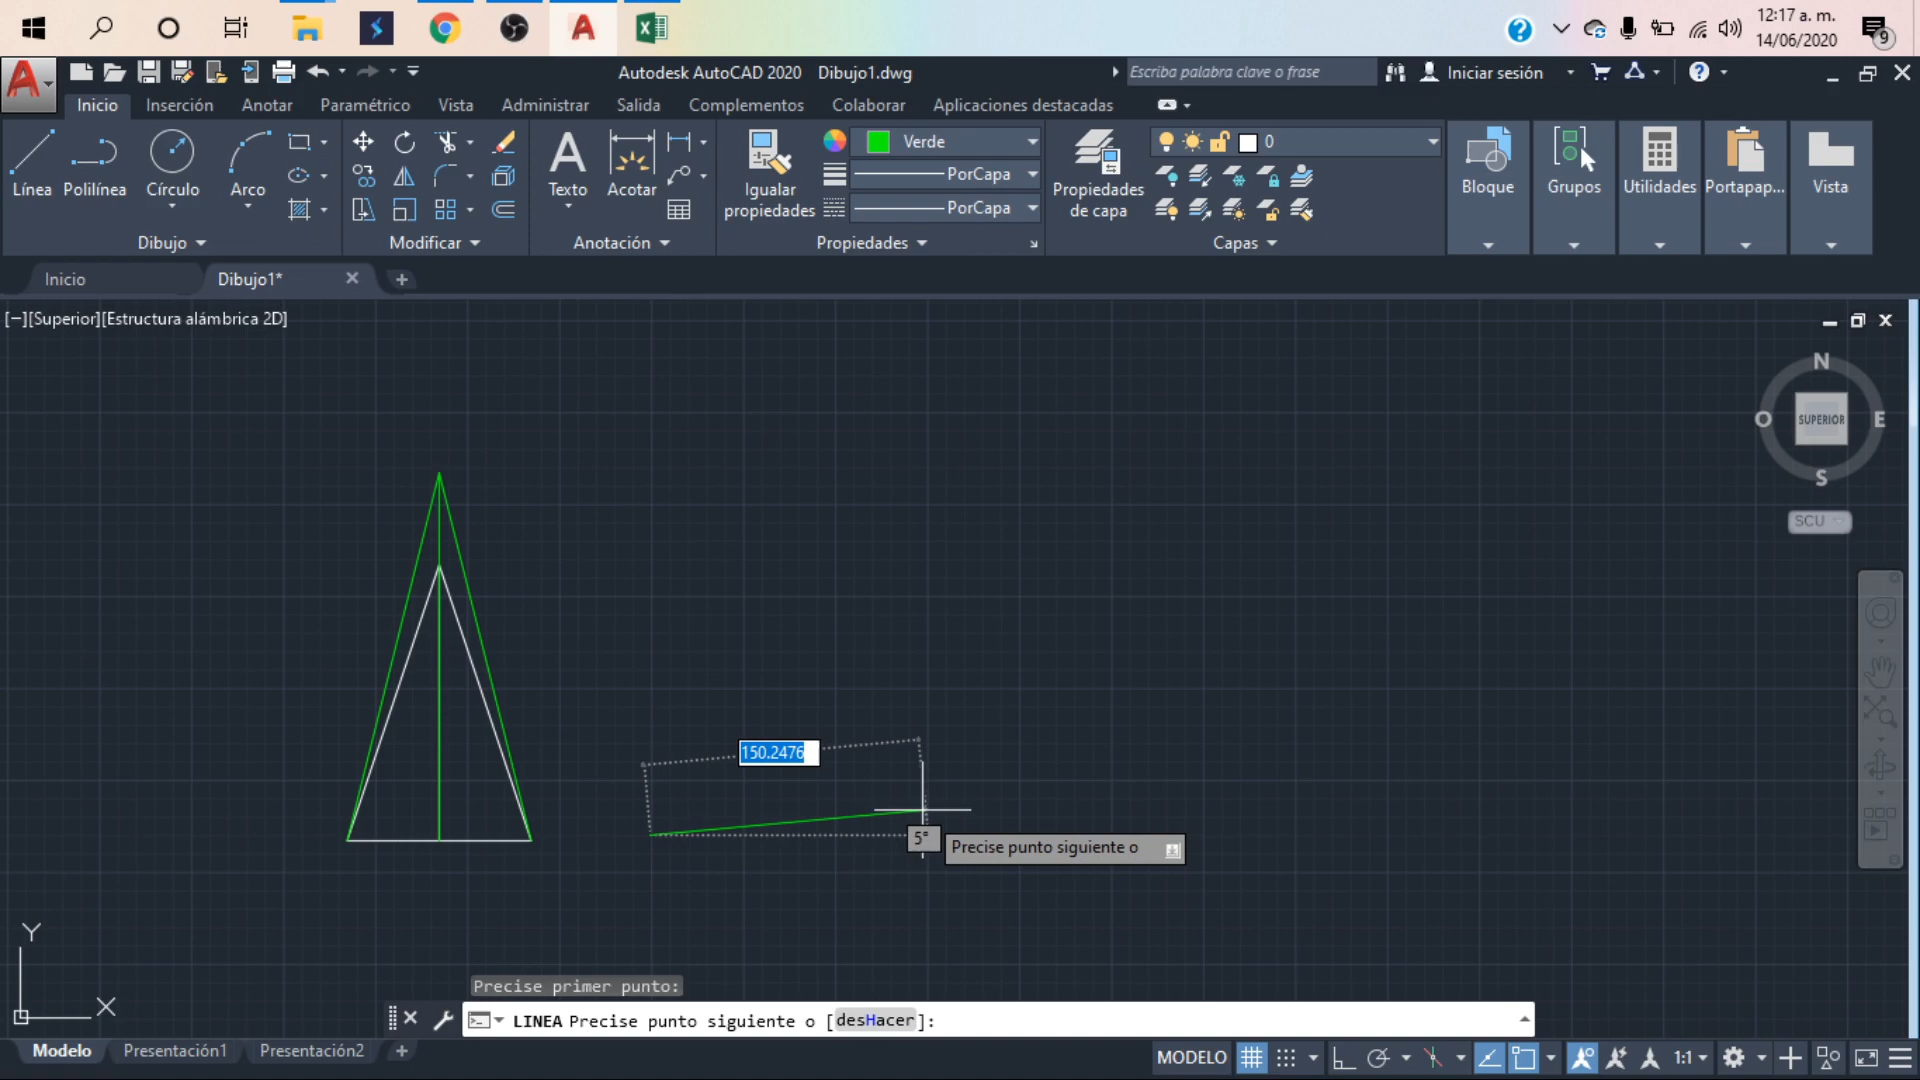 12:17 a. m.
14/06/2020
9
Autodesk AutoCAD 2020 Dibujo1.dwg
Escriba palabra clave o frase
Iniciar sesión
Inicio Inserción Anotar Paramétrico Vista Administrar Salida Complementos Colaborar Aplicaciones destacadas
Verde
0
PorCapa
PorCapa
Línea Polilínea Círculo Arco
Texto Acotar
Igualar propiedades
Propiedades de capa
Bloque Grupos Utilidades Portapap... Vista
Dibujo Modificar Anotación Propiedades Capas
Inicio Dibujo1*
[−][Superior][Estructura alámbrica 2D]
N
O SUPERIOR E
S
SCU
150.2476
5°
Precise punto siguiente o
Y
X
Precise primer punto:
LINEA Precise punto siguiente o [desHacer]:
Modelo Presentación1 Presentación2
MODELO 1:1